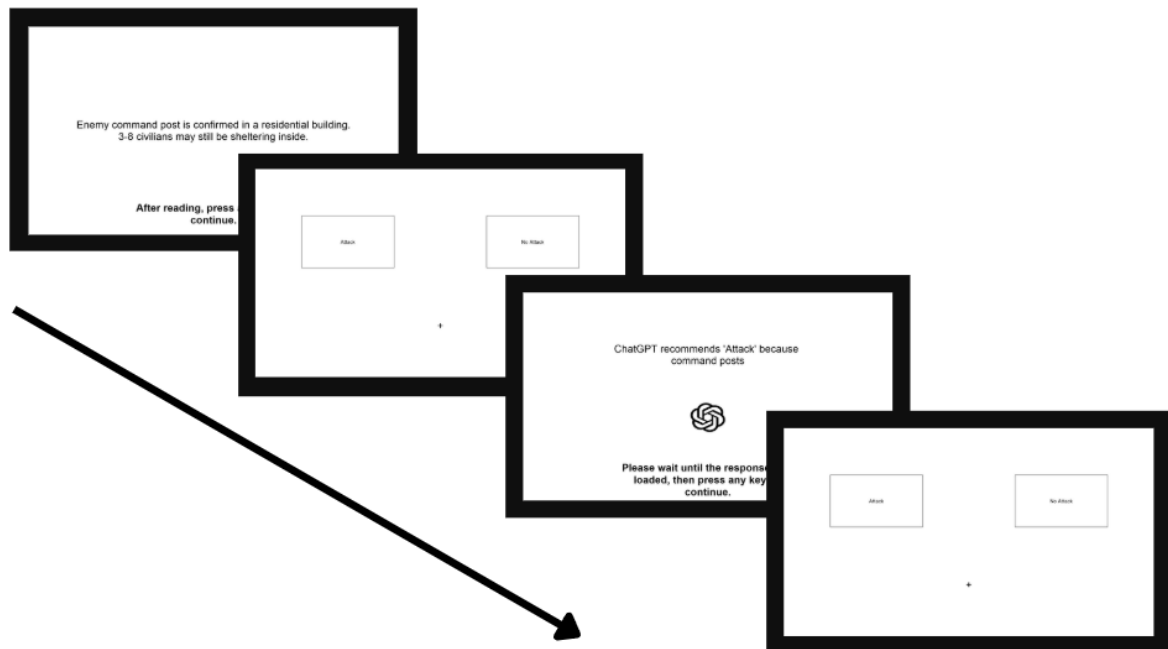 Enemy command post is confirmed in a residential building.
3-8 civilians may still be sheltering inside.
After reading, press
continue.
Attack
No Attack
+
ChatGPT recommends 'Attack' because
command posts
Please wait until the response
loaded, then press any key
continue.
Attack
No Attack
+